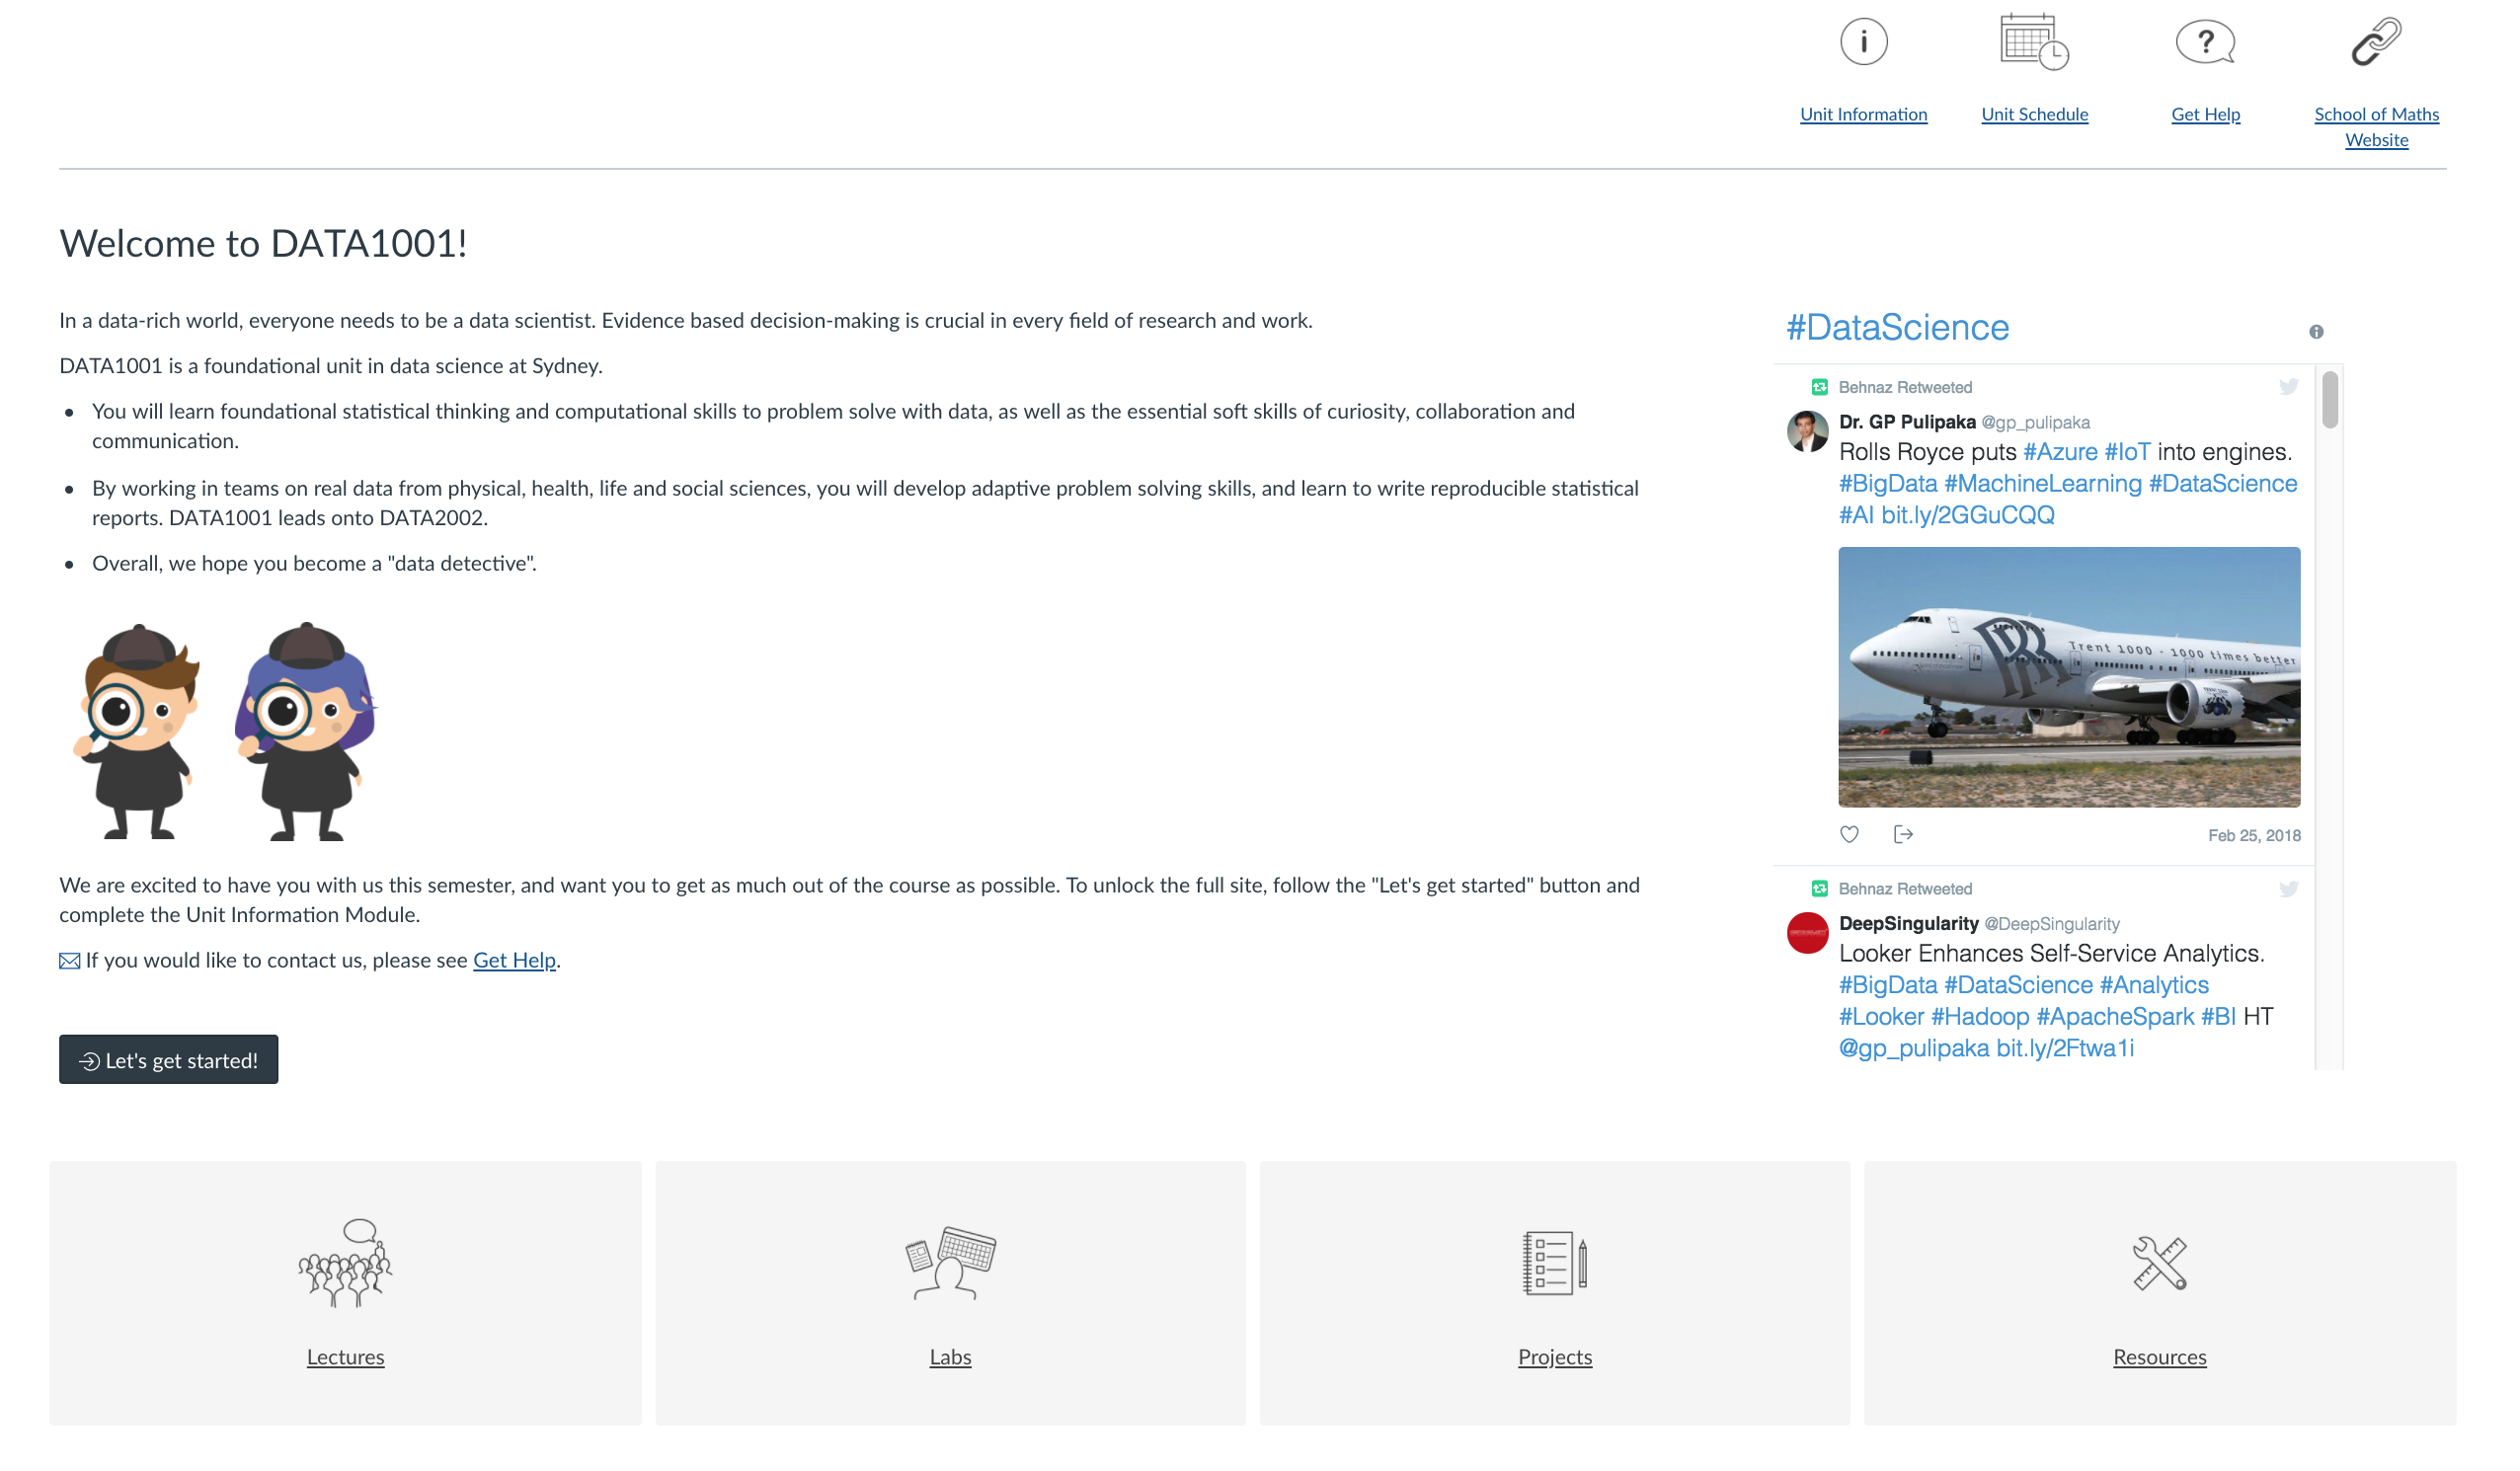 Unit Information
Unit Schedule
Get Help
School of Maths
Website
Welcome to DATA1001!
In a data-rich world, everyone needs to be a data scientist. Evidence based decision-making is crucial in every field of research and work.
DATA1001 is a foundational unit in data science at Sydney.
You will learn foundational statistical thinking and computational skills to problem solve with data, as well as the essential soft skills of curiosity, collaboration and
communication.
By working in teams on real data from physical, health, life and social sciences, you will develop adaptive problem solving skills, and learn to write reproducible statistical
reports. DATA1001 leads onto DATA2002.
Overall, we hope you become a "data detective".
We are excited to have you with us this semester, and want you to get as much out of the course as possible. To unlock the full site, follow the "Let's get started" button and
complete the Unit Information Module.
If you would like to contact us, please see Get Help.
Let's get started!
#DataScience
Behnaz Retweeted
Dr. GP Pulipaka @gp_pulipaka
Rolls Royce puts #Azure #IoT into engines.
#BigData #MachineLearning #DataScience
#AI bit.ly/2GGuCQQ
RR
Trent 1000 - 1000 times better
Feb 25, 2018
Behnaz Retweeted
DeepSingularity @DeepSingularity
Looker Enhances Self-Service Analytics.
#BigData #DataScience #Analytics
#Looker #Hadoop #ApacheSpark #BI HT
@gp_pulipaka bit.ly/2Ftwa1i
Lectures
Labs
Projects
Resources